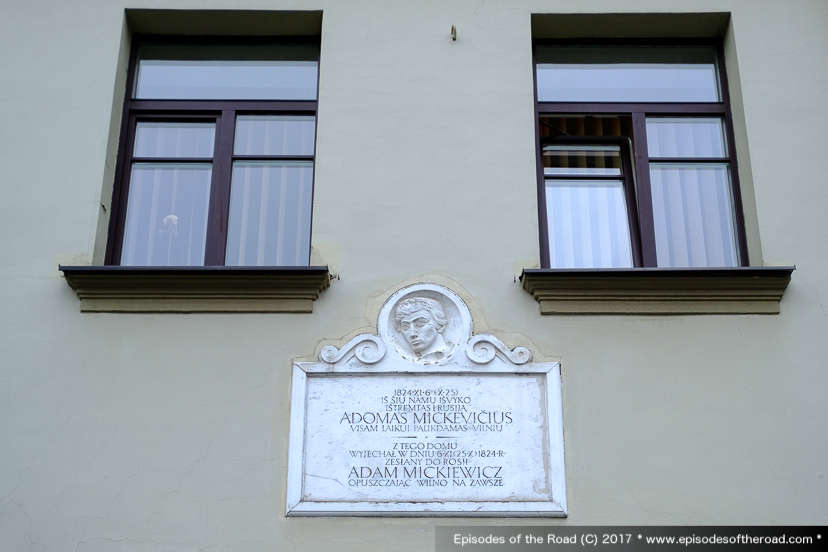 1824·XI·6 (X·25)
IŠ ŠIŲ NAMŲ IŠVYKO
IŠTREMTAS Į RUSIJĄ
ADOMAS MICKEVIČIUS
VISAM LAIKUI PALIKDAMAS VILNIŲ
Z TEGO DOMU
WYJECHAŁ W DNIU 6·XI(25·X)1824·R·
ZESŁANY DO ROSJI
ADAM MICKIEWICZ
OPUSZCZAJĄC WILNO NA ZAWSZE
Episodes of the Road (C) 2017 * www.episodesoftheroad.com *